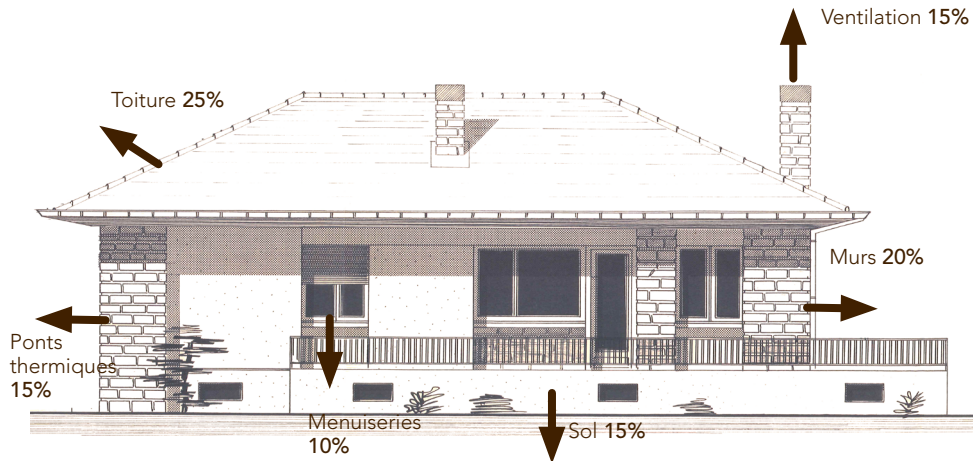 Ventilation 15%
Toiture 25%
Murs 20%
Ponts
thermiques
15%
Menuiseries
10%
Sol 15%